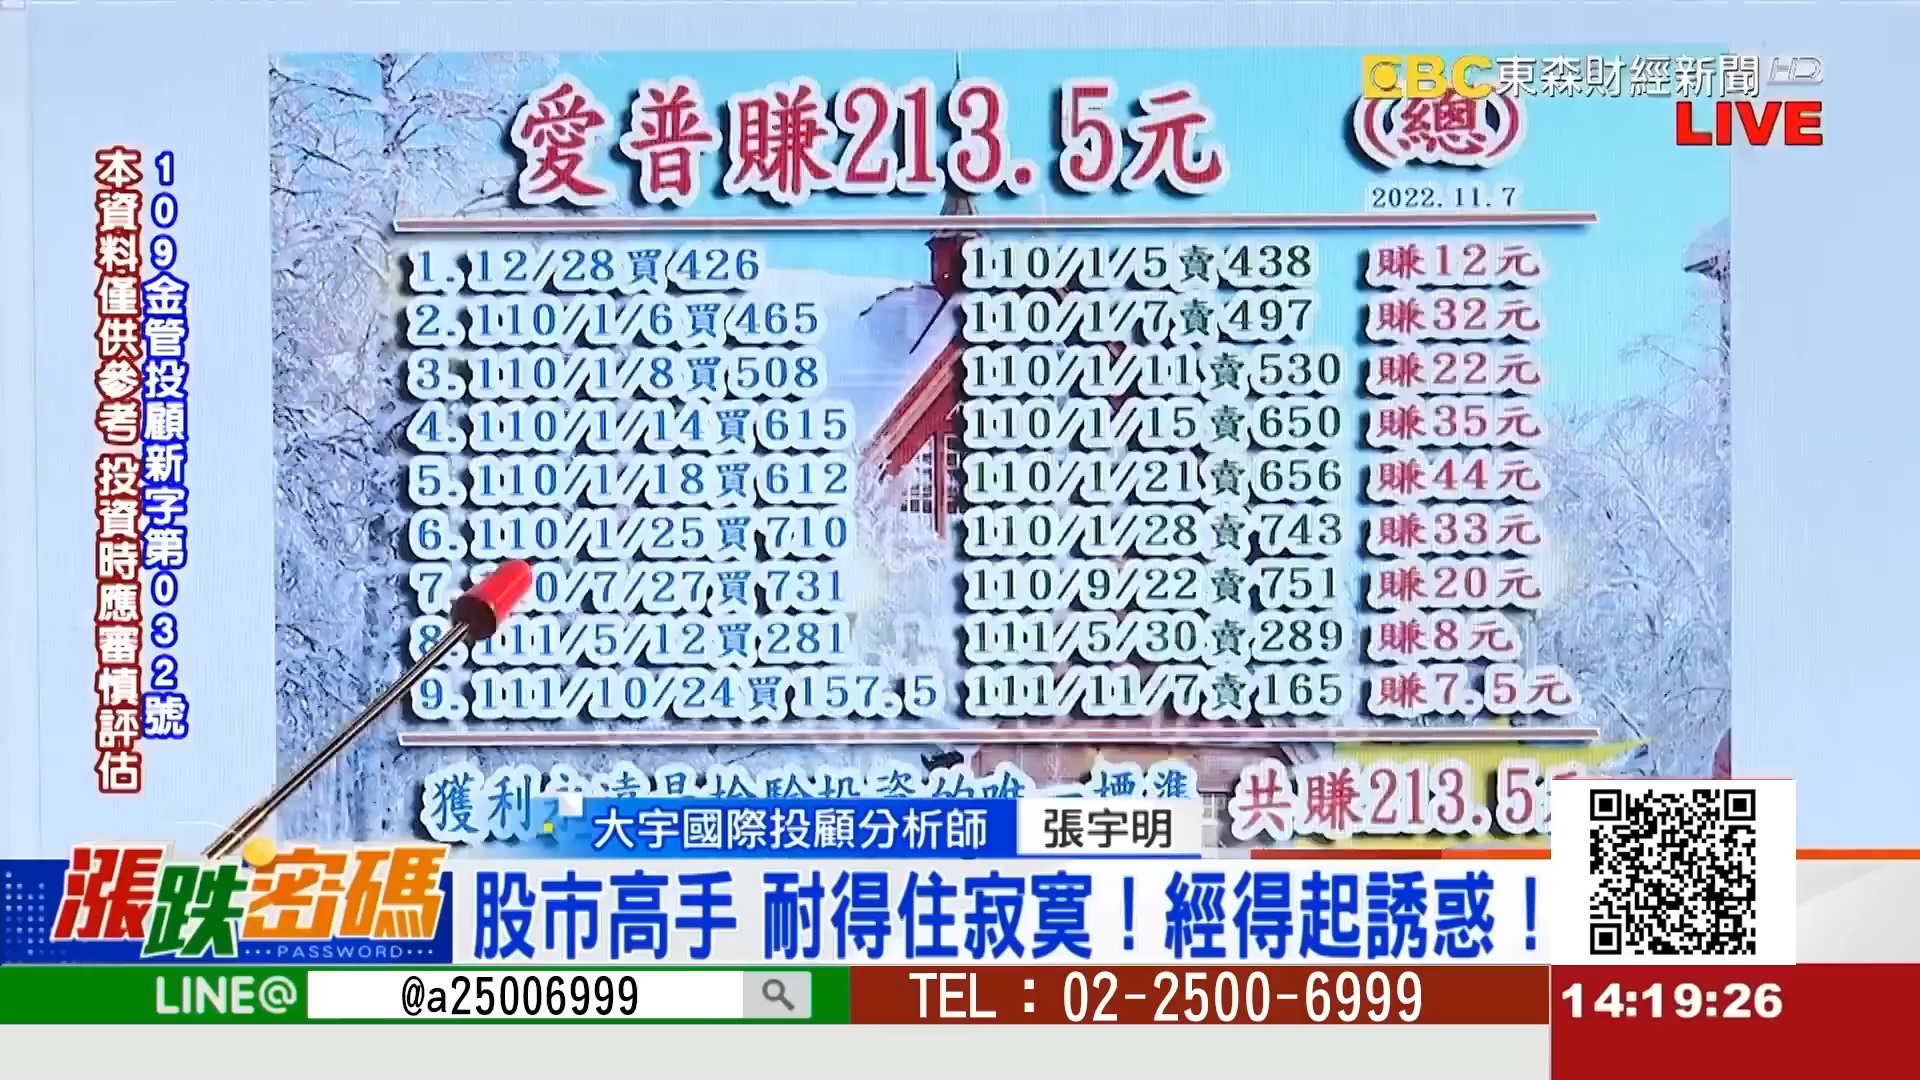 EBC東森財經新聞HD
LIVE
愛普賺213.5元
(總)
2022.11.7
109金管投顧新字第032號
本資料僅供參考 投資時應審慎評估
1. 12/28買426 110/1/5賣438 賺12元
2. 110/1/6買465 110/1/7賣497 賺32元
3. 110/1/8買508 110/1/11賣530 賺22元
4. 110/1/14買615 110/1/15賣650 賺35元
5. 110/1/18買612 110/1/21賣656 賺44元
6. 110/1/25買710 110/1/28賣743 賺33元
7 0/7/27買731 110/9/22賣751 賺20元
8. 111/5/12買281 111/5/30賣289 賺8元
9. 111/10/24買157.5 111/11/7賣165 賺7.5元
獲利永遠是檢驗投資的唯一標準 共賺213.5
大宇國際投顧分析師 張宇明
漲跌密碼
PASSWORD
股市高手 耐得住寂寞！經得起誘惑！
LINE@ @a25006999
TEL：02-2500-6999
14:19:26